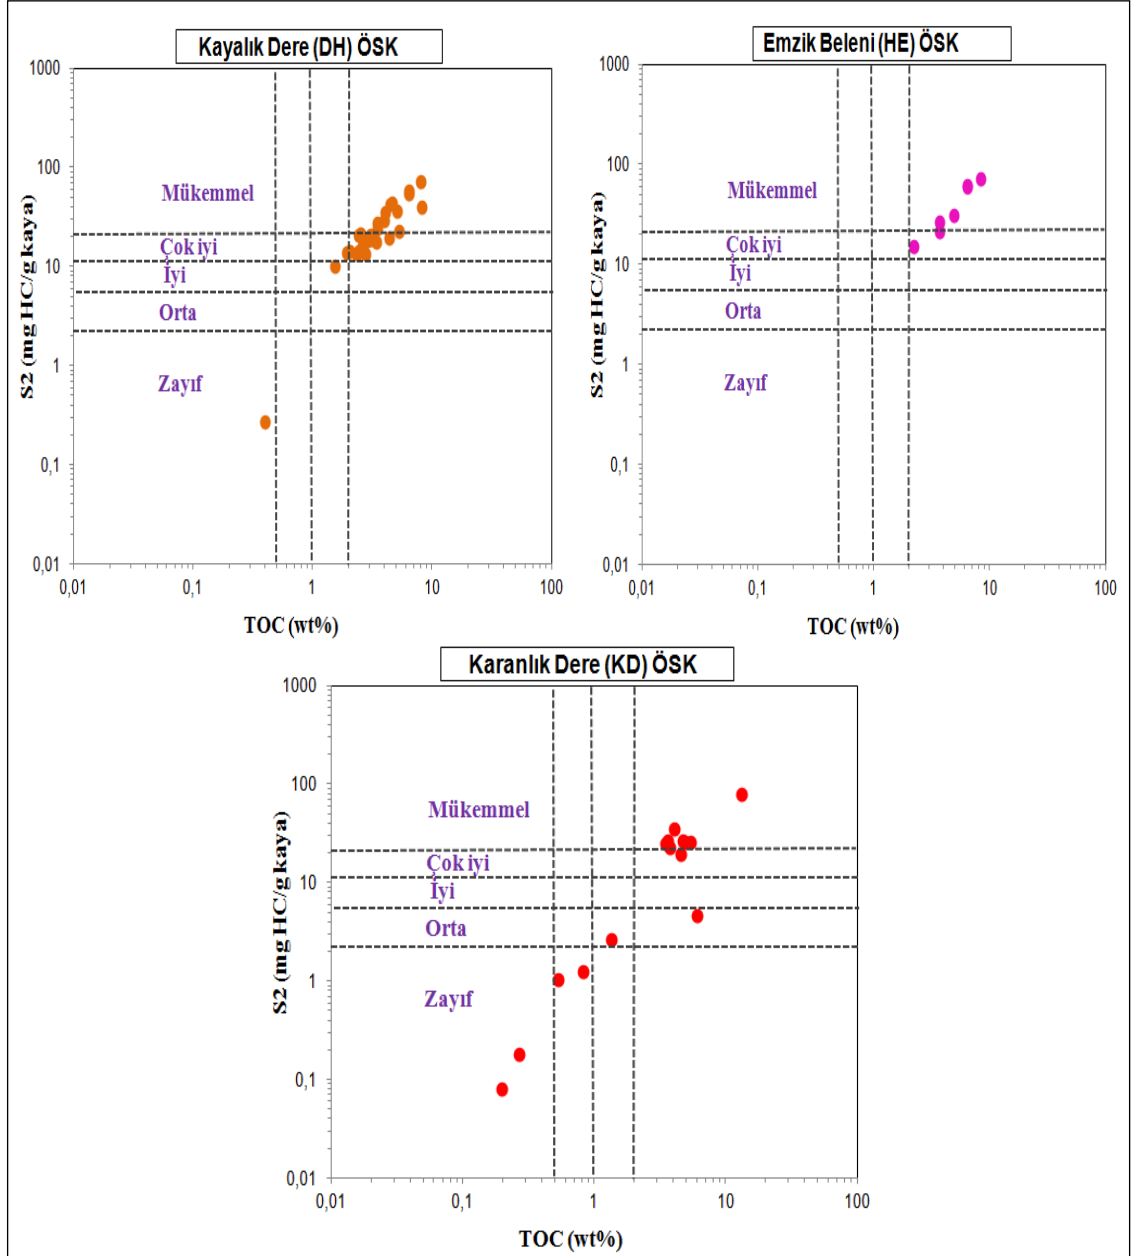 Kayalık Dere (DH) ÖSK
1000
100
10
1
0,1
0,01
S2 (mg HC/g kaya)
Mükemmel
Çok iyi
İyi
Orta
Zayıf
0,01 0,1 1 10 100
TOC (wt%)
Emzik Beleni (HE) ÖSK
1000
100
10
1
0,1
0,01
S2 (mg HC/g kaya)
Mükemmel
Çok iyi
İyi
Orta
Zayıf
0,01 0,1 1 10 100
TOC (wt%)
Karanlık Dere (KD) ÖSK
1000
100
10
1
0,1
0,01
S2 (mg HC/g kaya)
Mükemmel
Çok iyi
İyi
Orta
Zayıf
0,01 0,1 1 10 100
TOC (wt%)